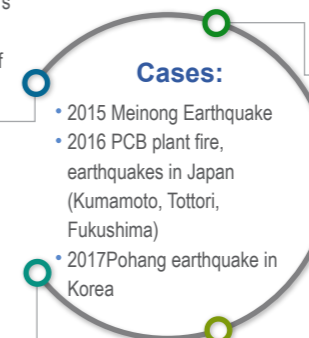 s
f
Cases:
• 2015 Meinong Earthquake
• 2016 PCB plant fire,
earthquakes in Japan
(Kumamoto, Tottori,
Fukushima)
• 2017Pohang earthquake in
Korea